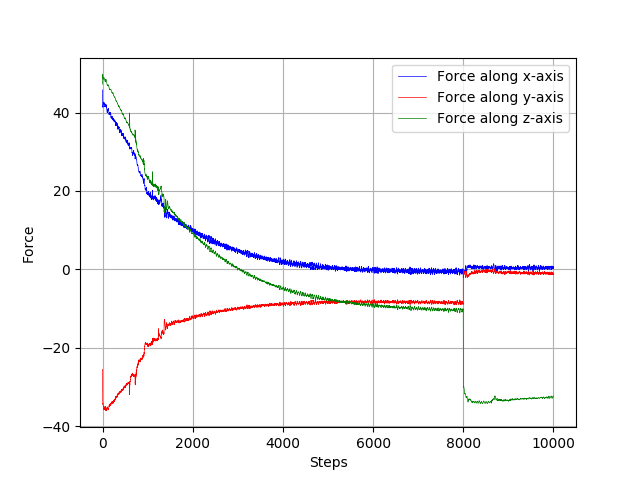 Force along x-axis
Force along y-axis
Force along z-axis
40
20
0
−20
−40
Force
0 2000 4000 6000 8000 10000
Steps